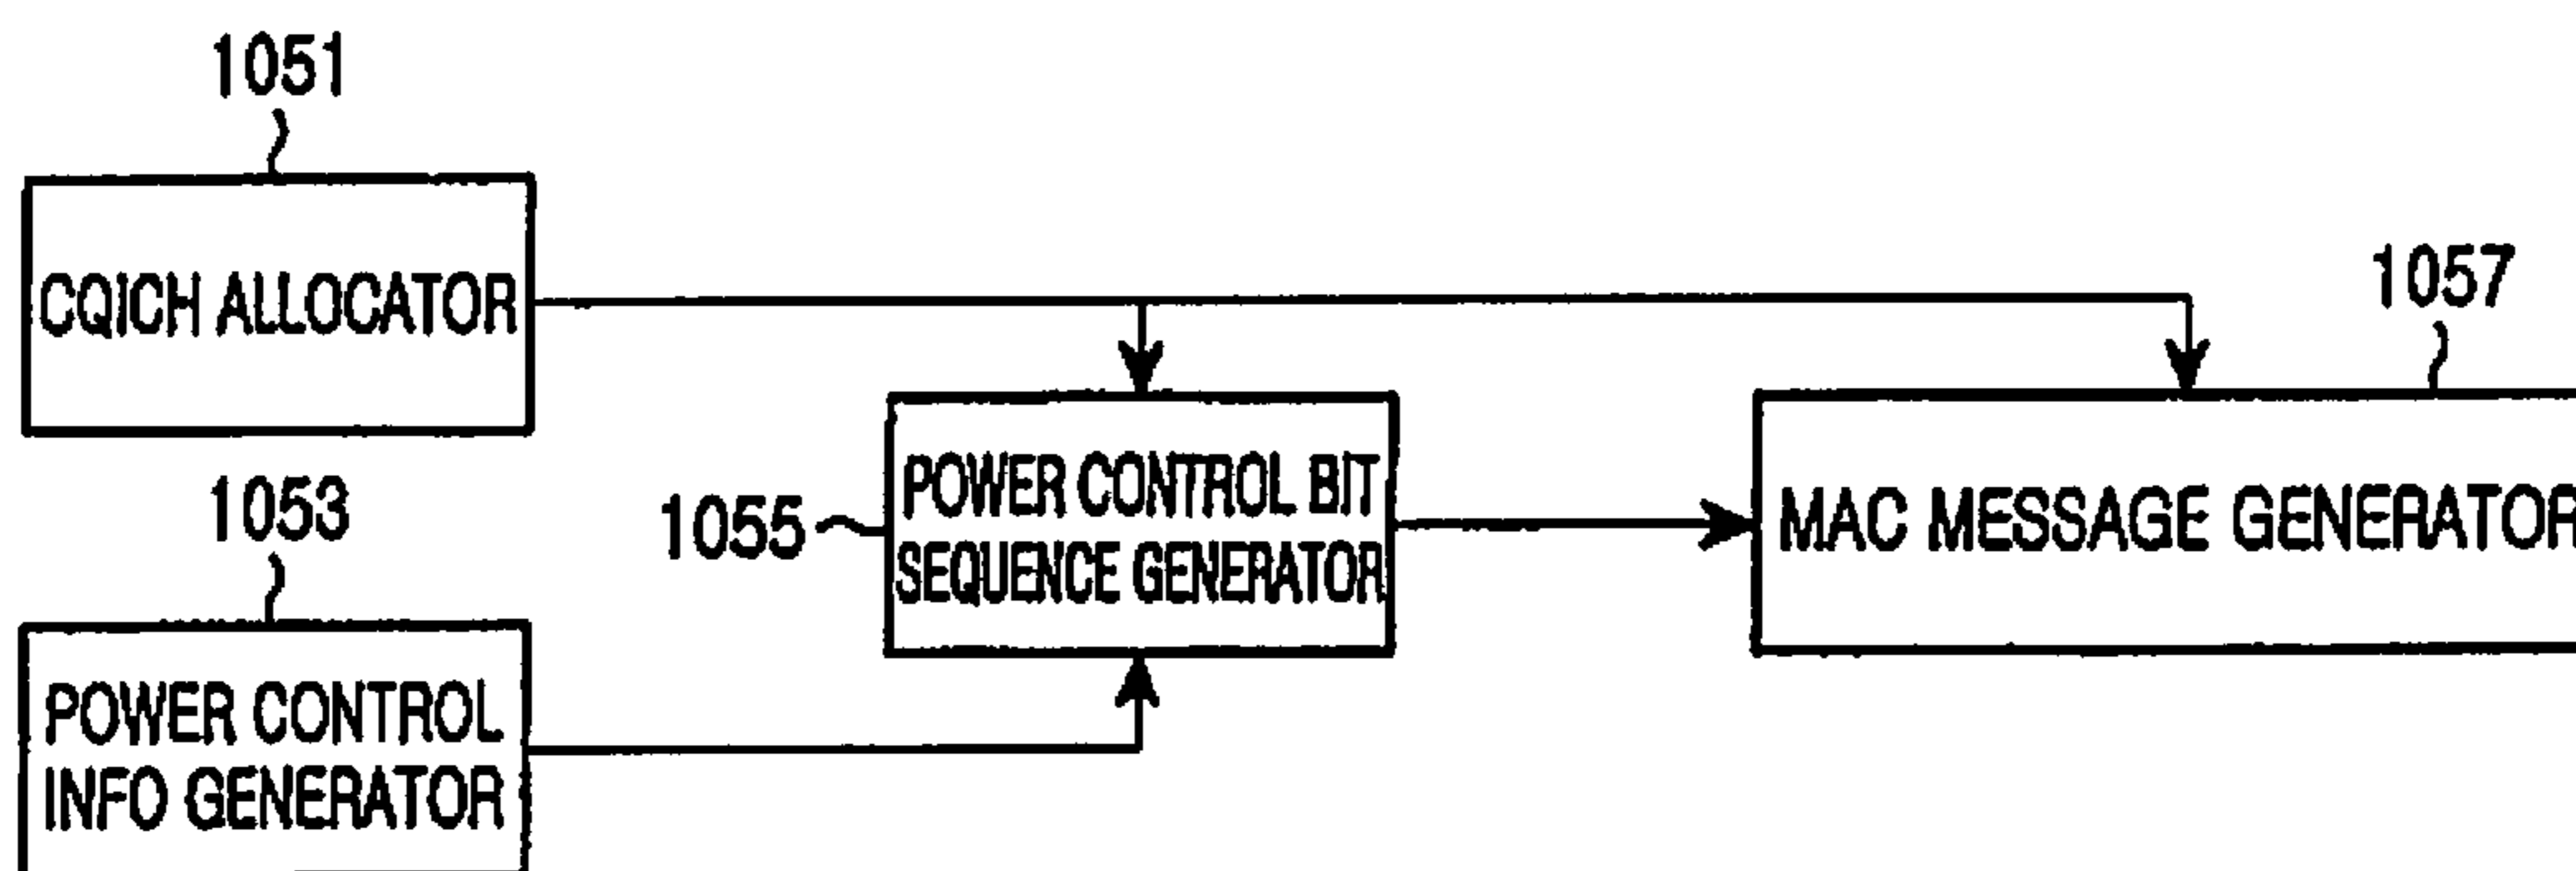 1051
CQICH ALLOCATOR
1057
1053
1055
POWER CONTROL BIT
SEQUENCE GENERATOR
MAC MESSAGE GENERATOR
POWER CONTROL
INFO GENERATOR